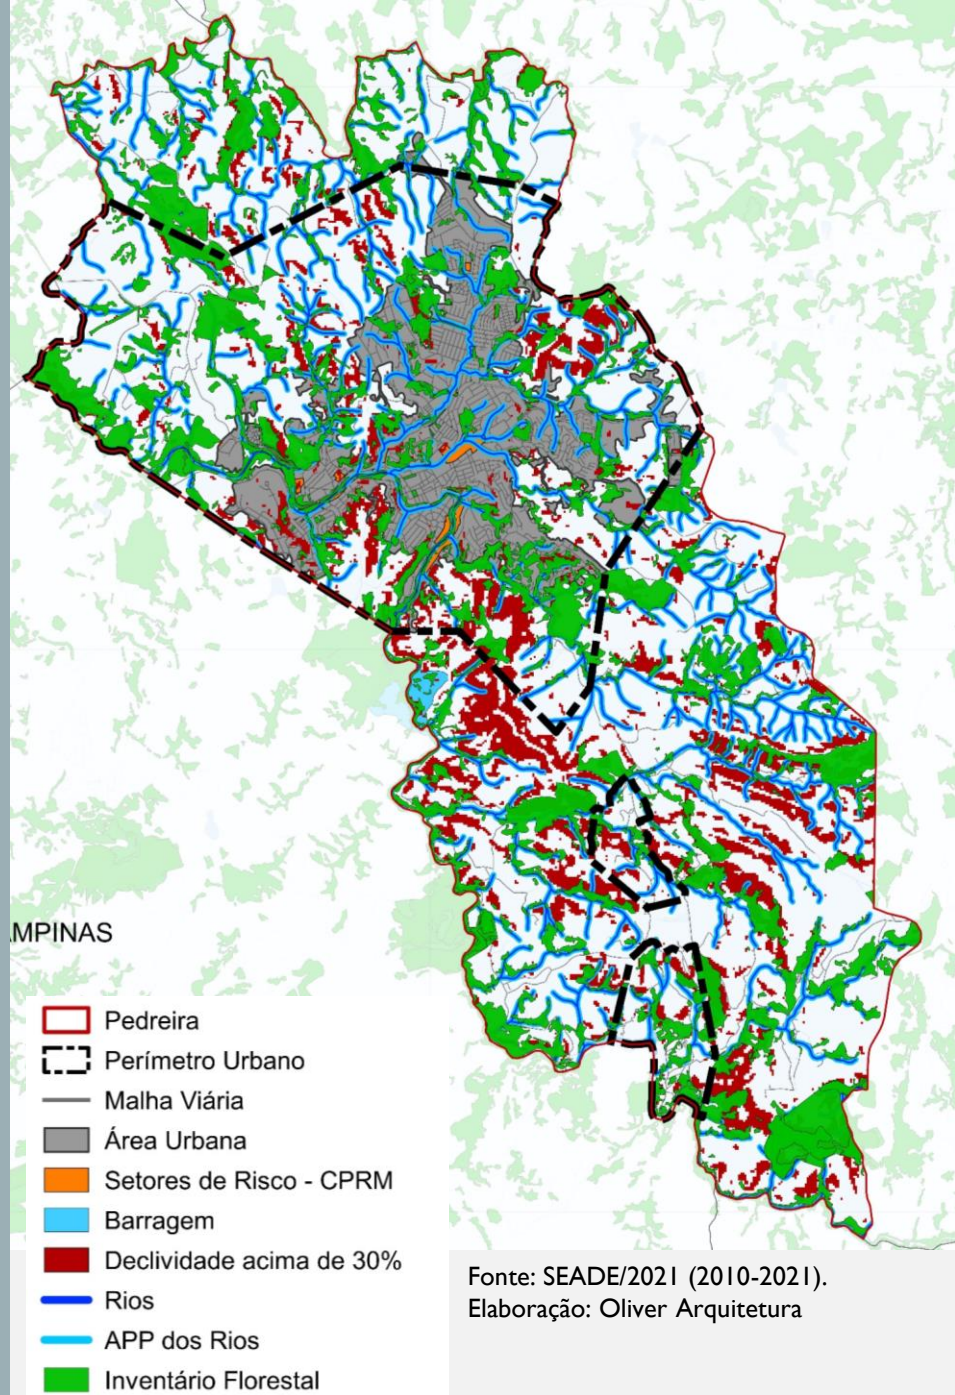 AMPINAS
Pedreira
Perímetro Urbano
Malha Viária
Área Urbana
Setores de Risco - CPRM
Barragem
Declividade acima de 30%
Rios
APP dos Rios
Inventário Florestal
Fonte: SEADE/2021 (2010-2021).
Elaboração: Oliver Arquitetura